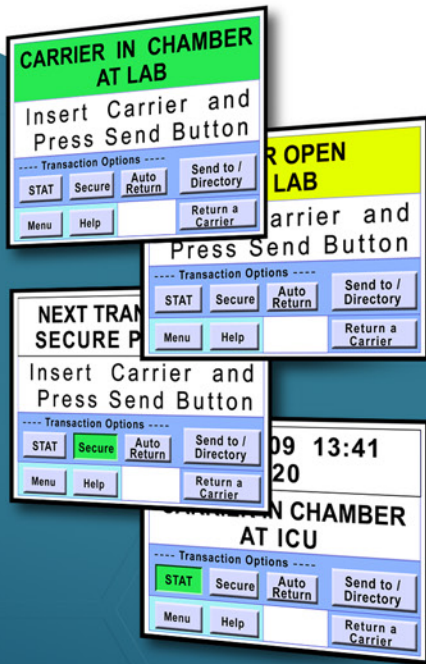 CARRIER IN CHAMBER
AT LAB
Insert Carrier and
Press Send Button
---- Transaction Options ----
STAT Secure Auto Return Send to / Directory
Menu Help Return a Carrier
R OPEN
LAB
arrier and
Press Send Button
---- Transaction Options ----
STAT Secure Auto Return Send to / Directory
Menu Help Return a Carrier
NEXT TRAN
SECURE P
Insert Carrier and
Press Send Button
---- Transaction Options ----
STAT Secure Auto Return Send to / Directory
Menu Help Return a Carrier
09 13:41
20
CARRIER IN CHAMBER
AT ICU
---- Transaction Options ----
STAT Secure Auto Return Send to / Directory
Menu Help Return a Carrier